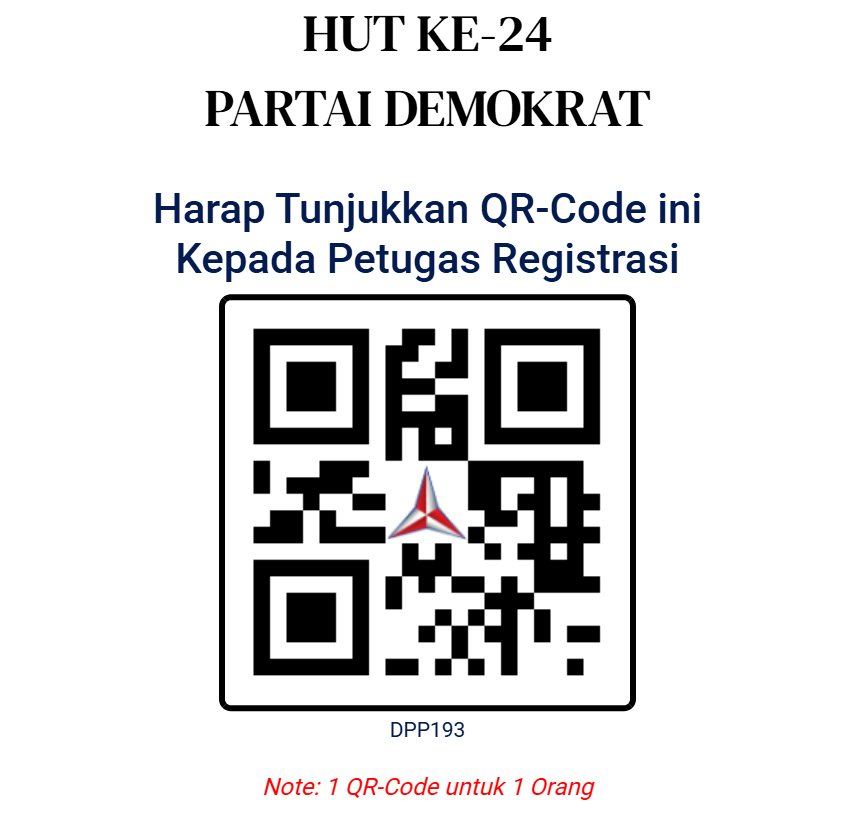 HUT KE-24
PARTAI DEMOKRAT
Harap Tunjukkan QR-Code ini
Kepada Petugas Registrasi
DPP193
Note: 1 QR-Code untuk 1 Orang